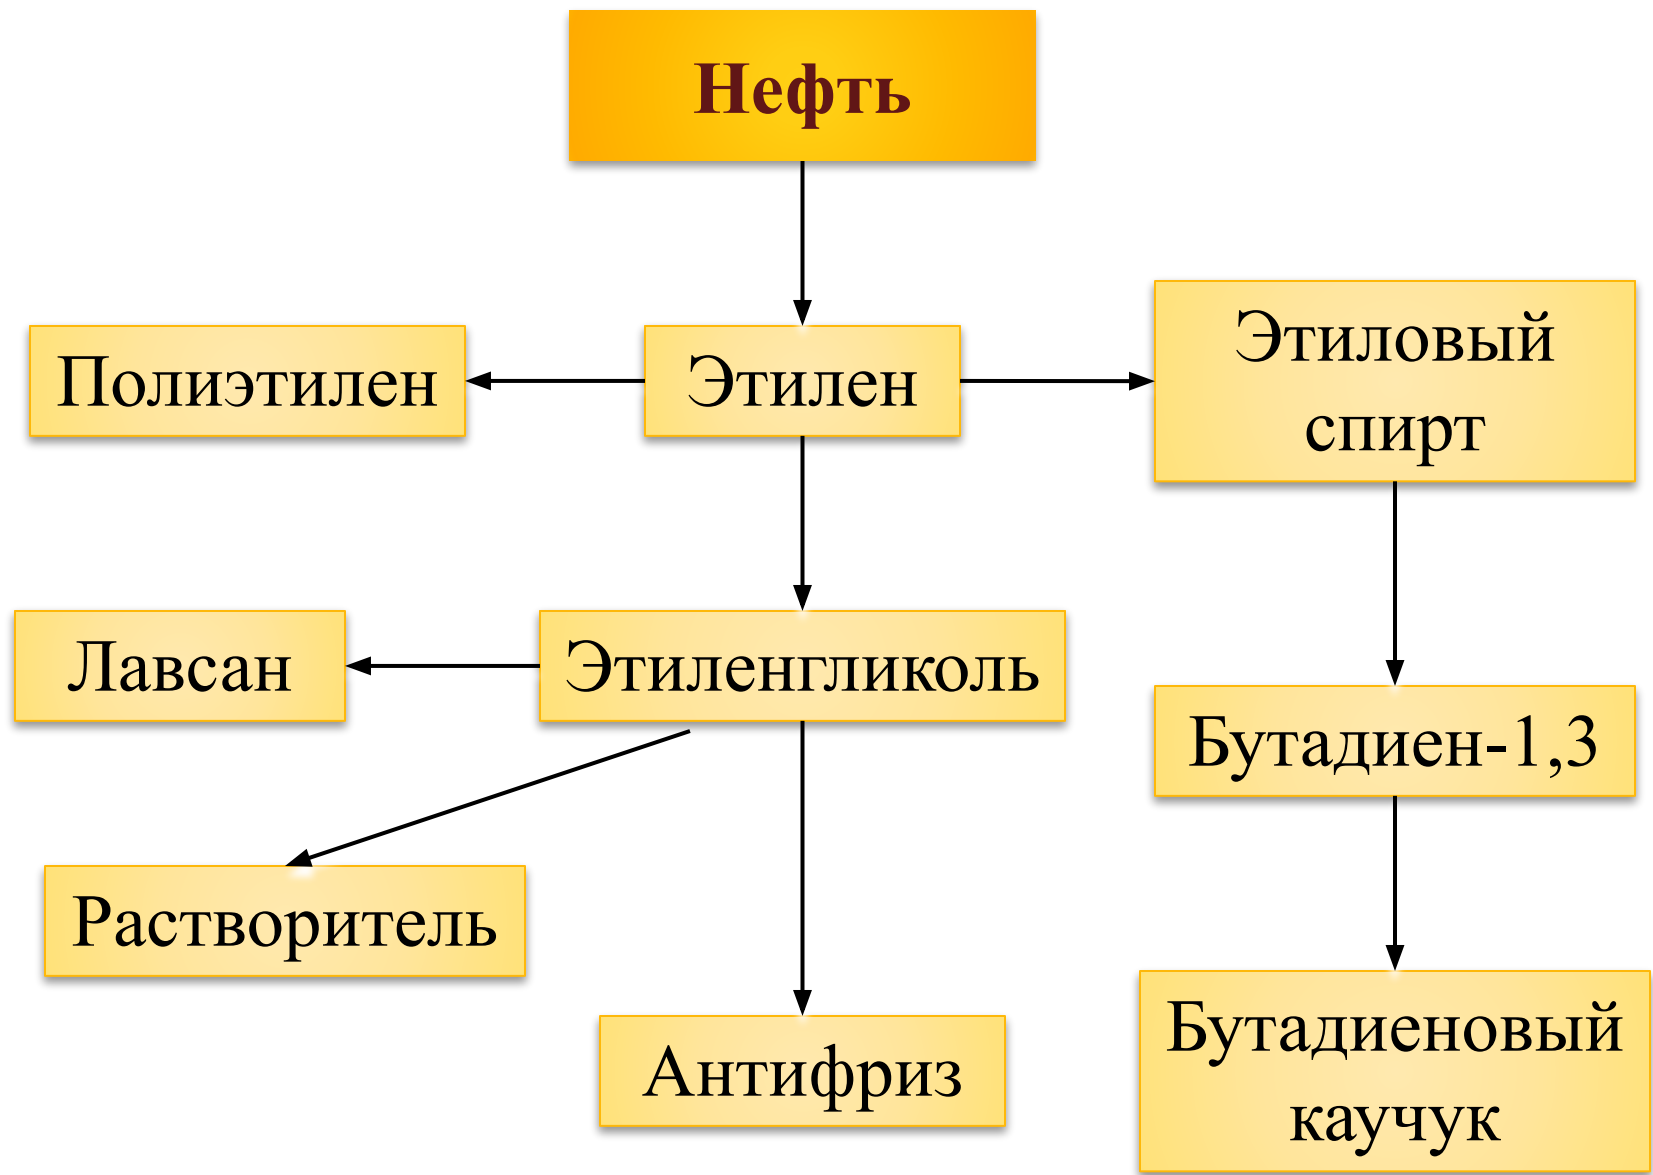 Нефть
Полиэтилен
Этилен
Этиловый
спирт
Лавсан
Этиленгликоль
Бутадиен-1,3
Растворитель
Антифриз
Бутадиеновый
каучук